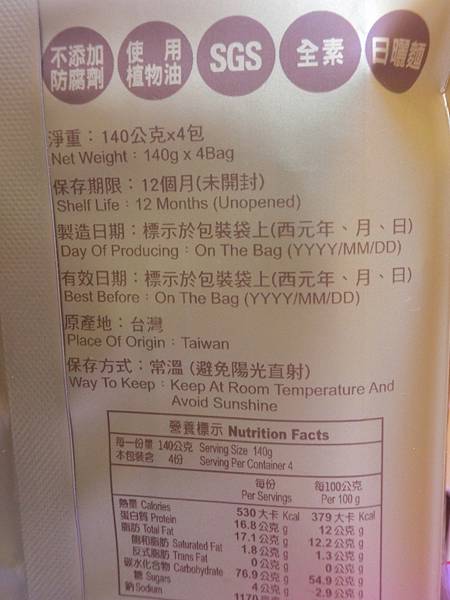 不添加
防腐劑
使用
植物油
SGS
全素
日曬麵
淨重：140公克x4包
Net Weight：140g x 4Bag
保存期限：12個月(未開封)
Shelf Life：12 Months (Unopened)
製造日期：標示於包裝袋上(西元年、月、日)
Day Of Producing：On The Bag (YYYY/MM/DD)
有效日期：標示於包裝袋上(西元年、月、日)
Best Before：On The Bag (YYYY/MM/DD)
原產地：台灣
Place Of Origin：Taiwan
保存方式：常溫 (避免陽光直射)
Way To Keep：Keep At Room Temperature And
Avoid Sunshine
營養標示 Nutrition Facts
每一份量 140公克 Serving Size 140g
本包裝含 4份 Serving Per Container 4
每份 每100公克
Per Servings Per 100 g
熱量 Calories 530 大卡 Kcal 379 大卡 Kcal
蛋白質 Protein 16.8 公克 g 12 公克 g
脂肪 Total Fat 17.1 公克 g 12.2 公克 g
飽和脂肪 Saturated Fat 1.8 公克 g 1.3 公克 g
反式脂肪 Trans Fat 0 公克 g 0 公克 g
碳水化合物 Carbohydrate 76.9 公克 g 54.9 公克 g
糖 Sugars 4 公克 g 2.9 公克 g
鈉 Sodium